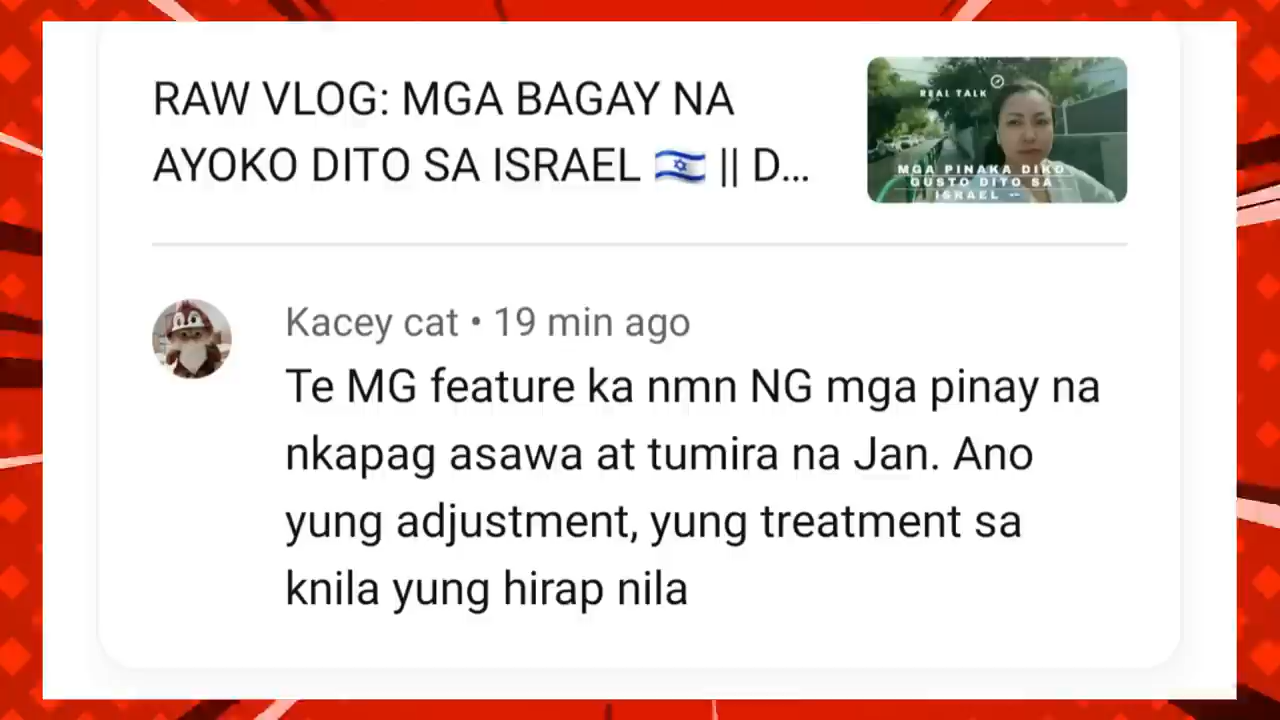 RAW VLOG: MGA BAGAY NA
AYOKO DITO SA ISRAEL 🇮🇱 || D...
REAL TALK
MGA PINAKA DIKO
GUSTO DITO SA
ISRAEL
Kacey cat • 19 min ago
Te MG feature ka nmn NG mga pinay na
nkapag asawa at tumira na Jan. Ano
yung adjustment, yung treatment sa
knila yung hirap nila